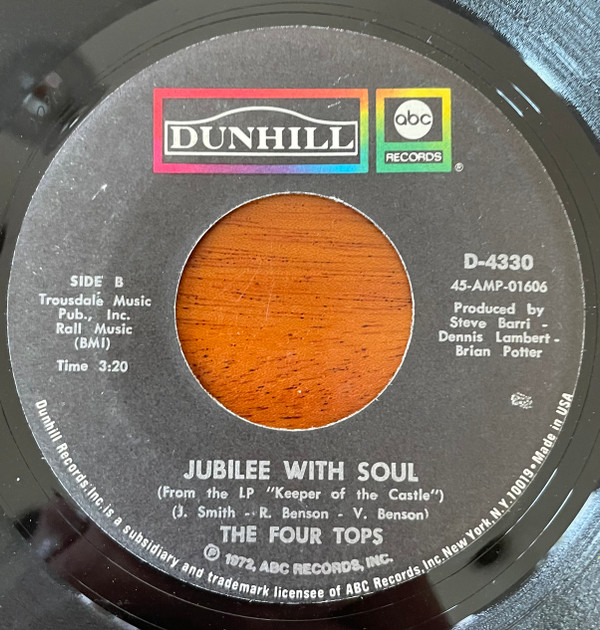 DUNHILL
abc
RECORDS
®
D-4330
45-AMP-01606
Produced by
Steve Barri -
Dennis Lambert -
Brian Potter
SIDE B
Trousdale Music
Pub., Inc.
Rall Music
(BMI)
Time 3:20
JUBILEE WITH SOUL
(From the LP "Keeper of the Castle")
(J. Smith - R. Benson - V. Benson)
THE FOUR TOPS
Ⓟ 1972, ABC RECORDS, INC.
Dunhill Records,Inc.is a subsidiary and trademark licensee of ABC Records,Inc.New York,N.Y.10019•Made in USA